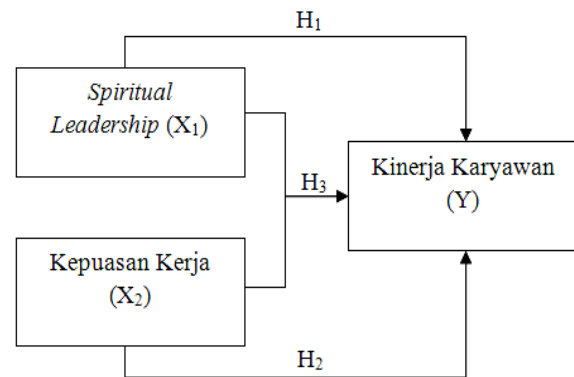 H₁
Spiritual
Leadership (X₁)
Kinerja Karyawan
(Y)
H₃
Kepuasan Kerja
(X₂)
H₂